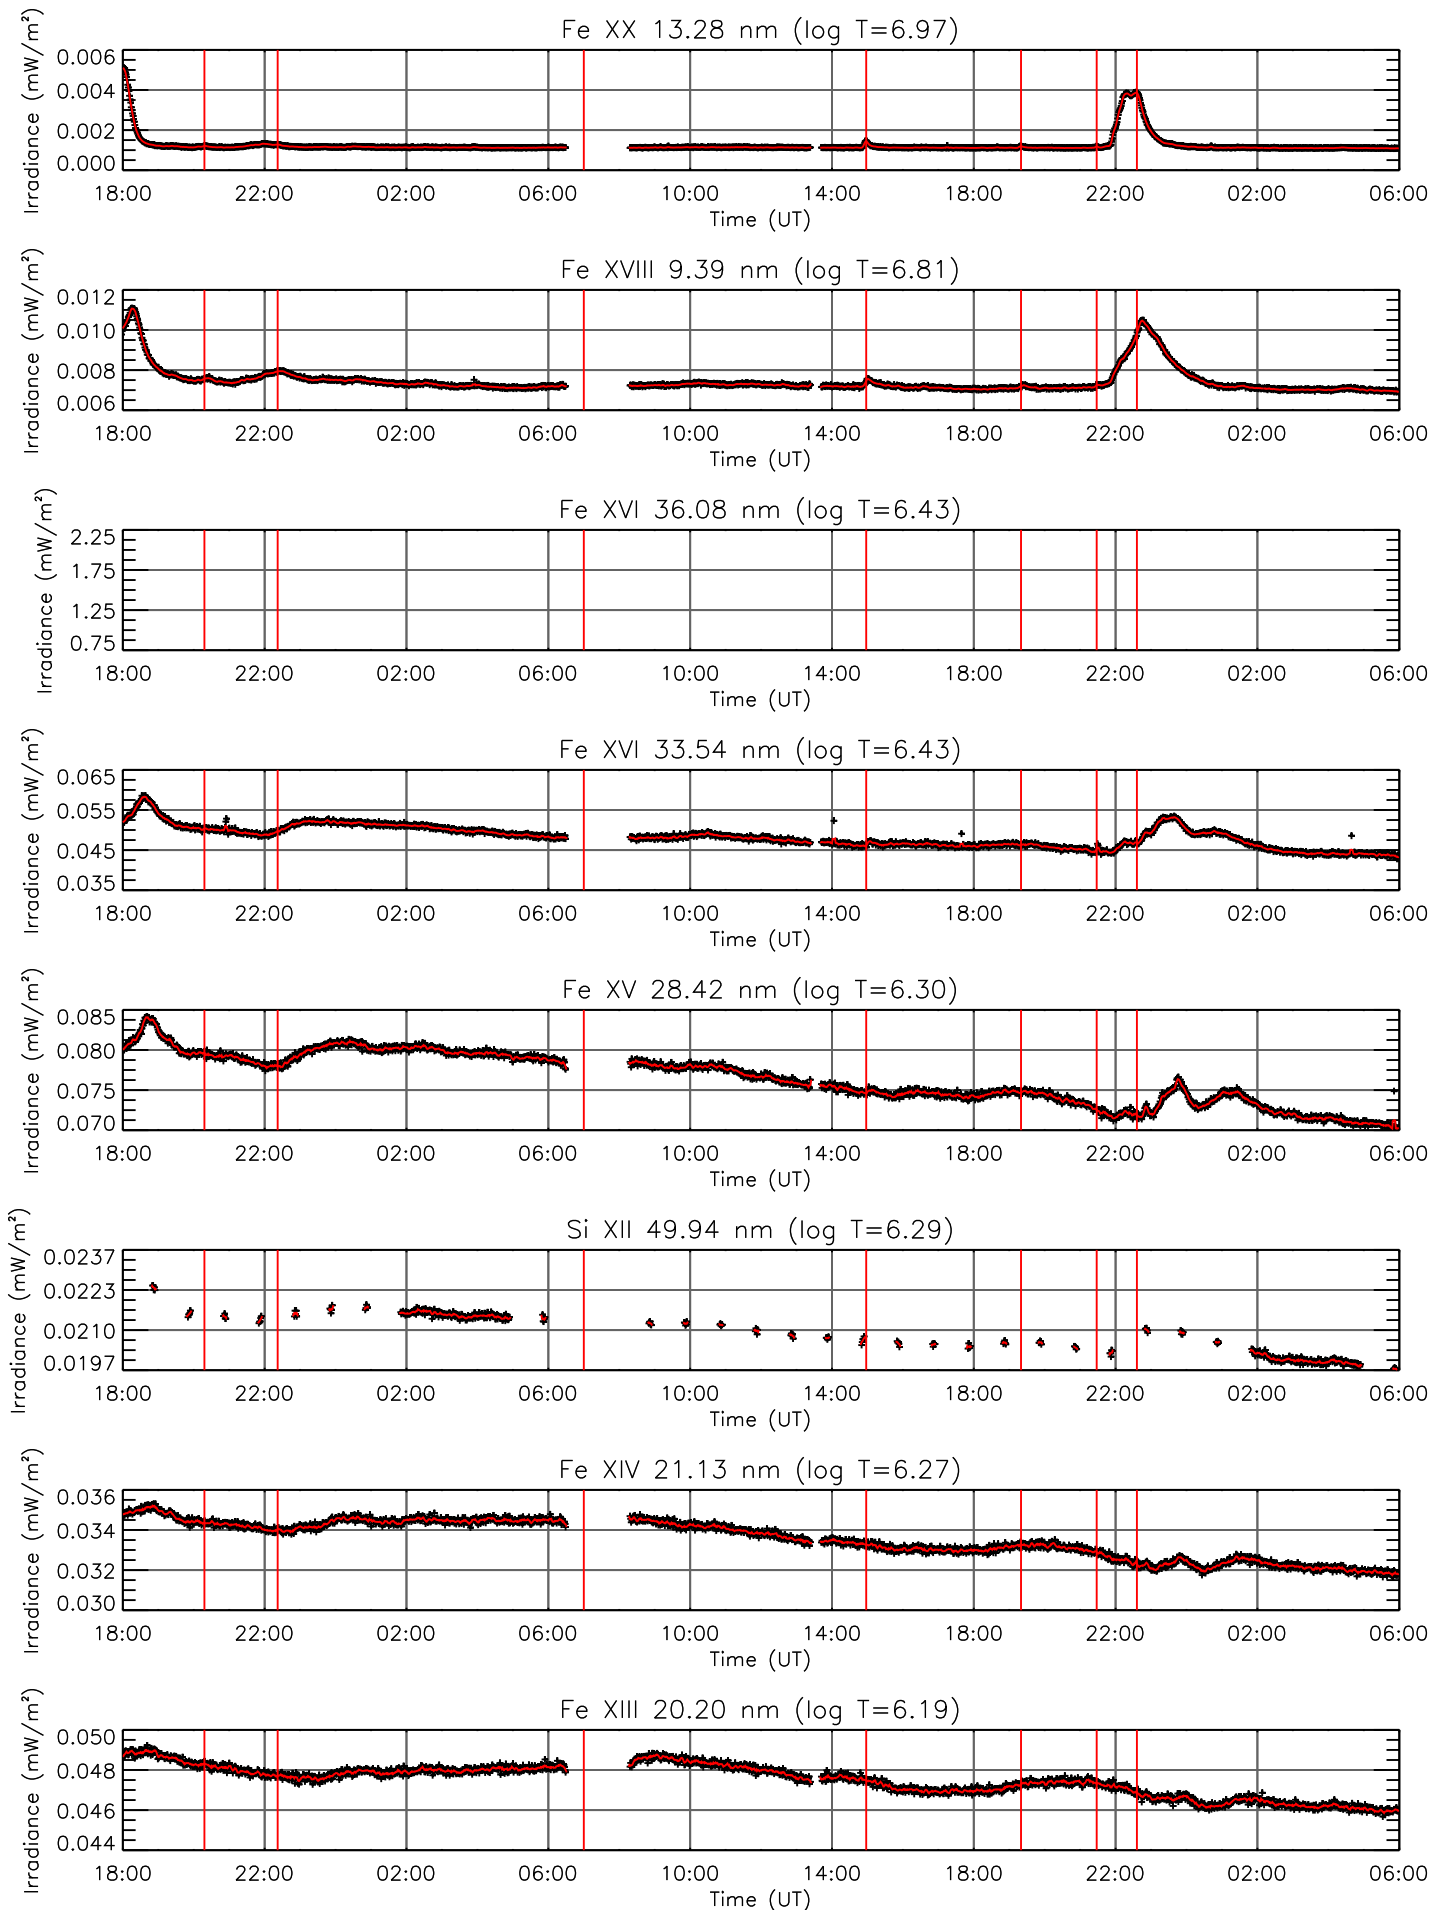 Fe XX 13.28 nm (log T=6.97)
Irradiance (mW/m²)
0.006
0.004
0.002
0.000
18:00 22:00 02:00 06:00 10:00 14:00 18:00 22:00 02:00 06:00
Time (UT)
Fe XVIII 9.39 nm (log T=6.81)
Irradiance (mW/m²)
0.012
0.010
0.008
0.006
18:00 22:00 02:00 06:00 10:00 14:00 18:00 22:00 02:00 06:00
Time (UT)
Fe XVI 36.08 nm (log T=6.43)
Irradiance (mW/m²)
2.25
1.75
1.25
0.75
18:00 22:00 02:00 06:00 10:00 14:00 18:00 22:00 02:00 06:00
Time (UT)
Fe XVI 33.54 nm (log T=6.43)
Irradiance (mW/m²)
0.065
0.055
0.045
0.035
18:00 22:00 02:00 06:00 10:00 14:00 18:00 22:00 02:00 06:00
Time (UT)
Fe XV 28.42 nm (log T=6.30)
Irradiance (mW/m²)
0.085
0.080
0.075
0.070
18:00 22:00 02:00 06:00 10:00 14:00 18:00 22:00 02:00 06:00
Time (UT)
Si XII 49.94 nm (log T=6.29)
Irradiance (mW/m²)
0.0237
0.0223
0.0210
0.0197
18:00 22:00 02:00 06:00 10:00 14:00 18:00 22:00 02:00 06:00
Time (UT)
Fe XIV 21.13 nm (log T=6.27)
Irradiance (mW/m²)
0.036
0.034
0.032
0.030
18:00 22:00 02:00 06:00 10:00 14:00 18:00 22:00 02:00 06:00
Time (UT)
Fe XIII 20.20 nm (log T=6.19)
Irradiance (mW/m²)
0.050
0.048
0.046
0.044
18:00 22:00 02:00 06:00 10:00 14:00 18:00 22:00 02:00 06:00
Time (UT)